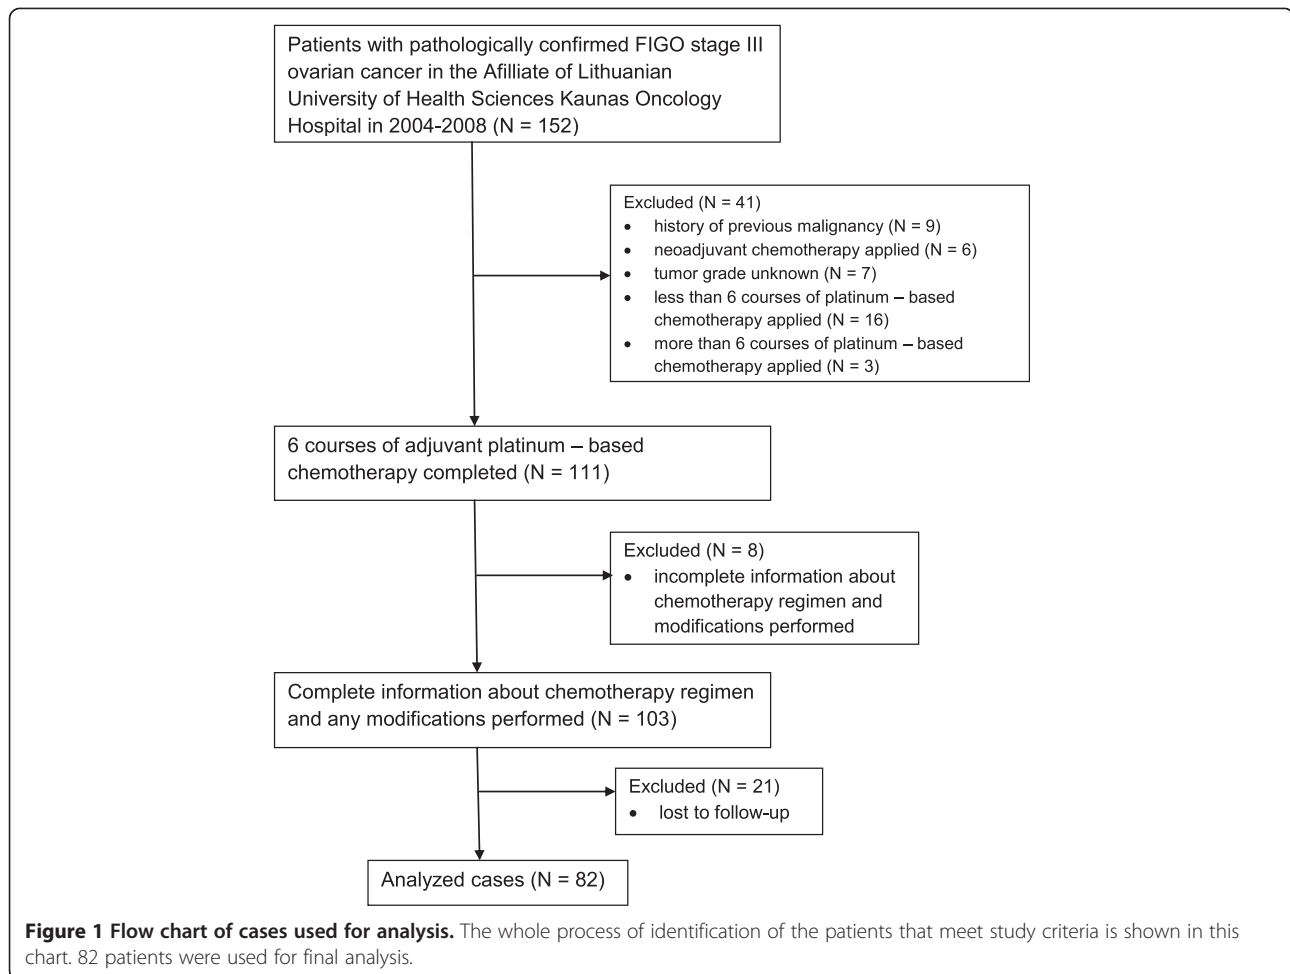 Patients with pathologically confirmed FIGO stage III
ovarian cancer in the Afilliate of Lithuanian
University of Health Sciences Kaunas Oncology
Hospital in 2004-2008 (N = 152)
Excluded (N = 41)
• history of previous malignancy (N = 9)
• neoadjuvant chemotherapy applied (N = 6)
• tumor grade unknown (N = 7)
• less than 6 courses of platinum – based
chemotherapy applied (N = 16)
• more than 6 courses of platinum – based
chemotherapy applied (N = 3)
6 courses of adjuvant platinum – based
chemotherapy completed (N = 111)
Excluded (N = 8)
• incomplete information about
chemotherapy regimen and
modifications performed
Complete information about chemotherapy regimen
and any modifications performed (N = 103)
Excluded (N = 21)
• lost to follow-up
Analyzed cases (N = 82)
Figure 1 Flow chart of cases used for analysis. The whole process of identification of the patients that meet study criteria is shown in this
chart. 82 patients were used for final analysis.